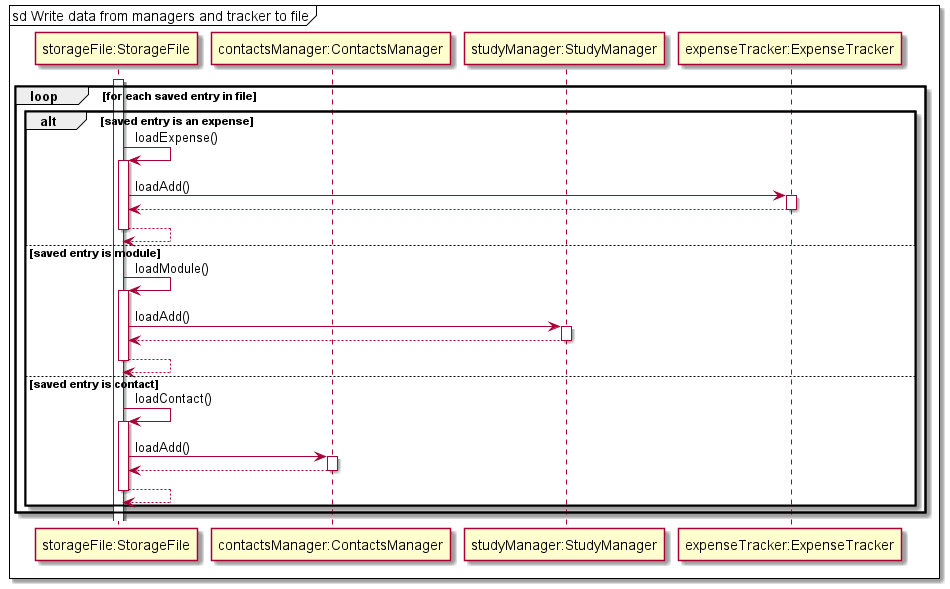 sd Write data from managers and tracker to file
storageFile:StorageFile
contactsManager:ContactsManager
studyManager:StudyManager
expenseTracker:ExpenseTracker
loop
[for each saved entry in file]
alt
[saved entry is an expense]
loadExpense()
loadAdd()
[saved entry is module]
loadModule()
loadAdd()
[saved entry is contact]
loadContact()
loadAdd()
storageFile:StorageFile
contactsManager:ContactsManager
studyManager:StudyManager
expenseTracker:ExpenseTracker